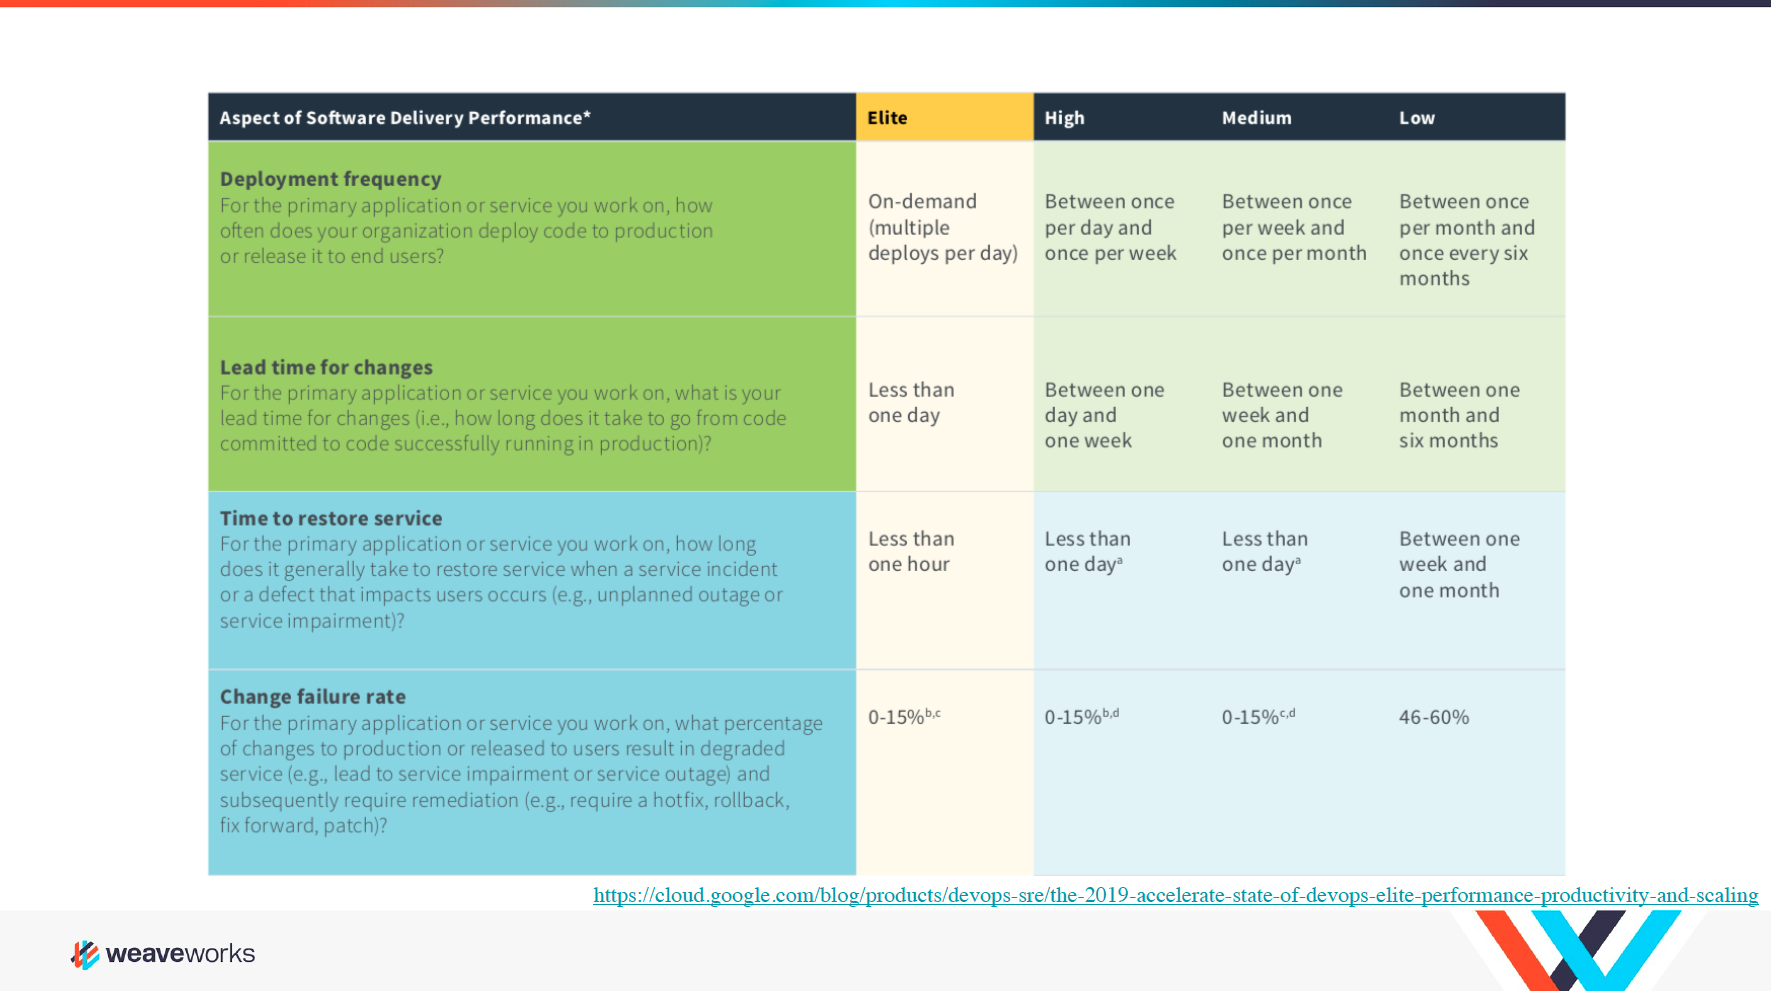 Aspect of Software Delivery Performance*
Elite
High
Medium
Low
Deployment frequency
For the primary application or service you work on, how
often does your organization deploy code to production
or release it to end users?
On-demand
(multiple
deploys per day)
Between once
per day and
once per week
Between once
per week and
once per month
Between once
per month and
once every six
months
Lead time for changes
For the primary application or service you work on, what is your
lead time for changes (i.e., how long does it take to go from code
committed to code successfully running in production)?
Less than
one day
Between one
day and
one week
Between one
week and
one month
Between one
month and
six months
Time to restore service
For the primary application or service you work on, how long
does it generally take to restore service when a service incident
or a defect that impacts users occurs (e.g., unplanned outage or
service impairment)?
Less than
one hour
Less than
one dayᵃ
Less than
one dayᵃ
Between one
week and
one month
Change failure rate
For the primary application or service you work on, what percentage
of changes to production or released to users result in degraded
service (e.g., lead to service impairment or service outage) and
subsequently require remediation (e.g., require a hotfix, rollback,
fix forward, patch)?
0-15%ᵇ,ᶜ
0-15%ᵇ,ᵈ
0-15%ᶜ,ᵈ
46-60%
https://cloud.google.com/blog/products/devops-sre/the-2019-accelerate-state-of-devops-elite-performance-productivity-and-scaling
weaveworks